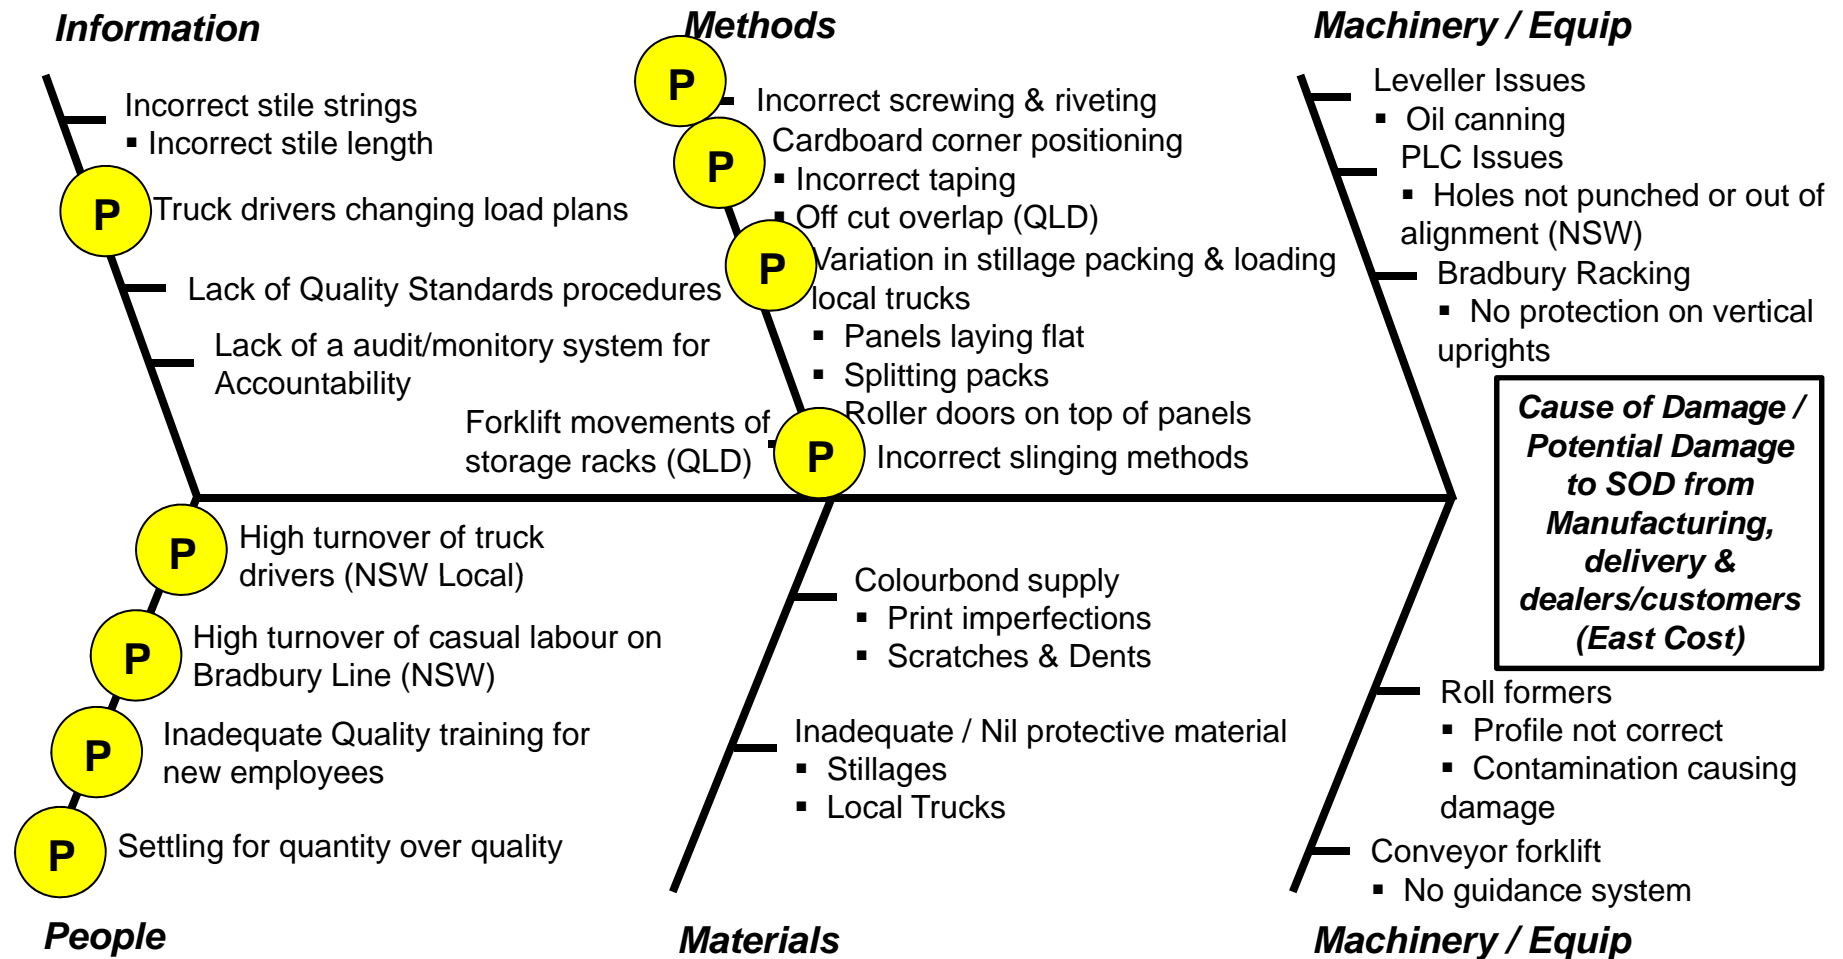 Information
Incorrect stile strings
▪ Incorrect stile length
P
Truck drivers changing load plans
Lack of Quality Standards procedures
Lack of a audit/monitory system for
Accountability
Methods
P
Incorrect screwing & riveting
P
Cardboard corner positioning
▪ Incorrect taping
▪ Off cut overlap (QLD)
P
Variation in stillage packing & loading
local trucks
▪ Panels laying flat
▪ Splitting packs
Roller doors on top of panels
Forklift movements of
storage racks (QLD)
P
Incorrect slinging methods
Machinery / Equip
Leveller Issues
▪ Oil canning
PLC Issues
▪ Holes not punched or out of
alignment (NSW)
Bradbury Racking
▪ No protection on vertical
uprights
Cause of Damage /
Potential Damage
to SOD from
Manufacturing,
delivery &
dealers/customers
(East Cost)
P
High turnover of truck
drivers (NSW Local)
P
High turnover of casual labour on
Bradbury Line (NSW)
P
Inadequate Quality training for
new employees
P
Settling for quantity over quality
People
Colourbond supply
▪ Print imperfections
▪ Scratches & Dents
Inadequate / Nil protective material
▪ Stillages
▪ Local Trucks
Materials
Roll formers
▪ Profile not correct
▪ Contamination causing
damage
Conveyor forklift
▪ No guidance system
Machinery / Equip